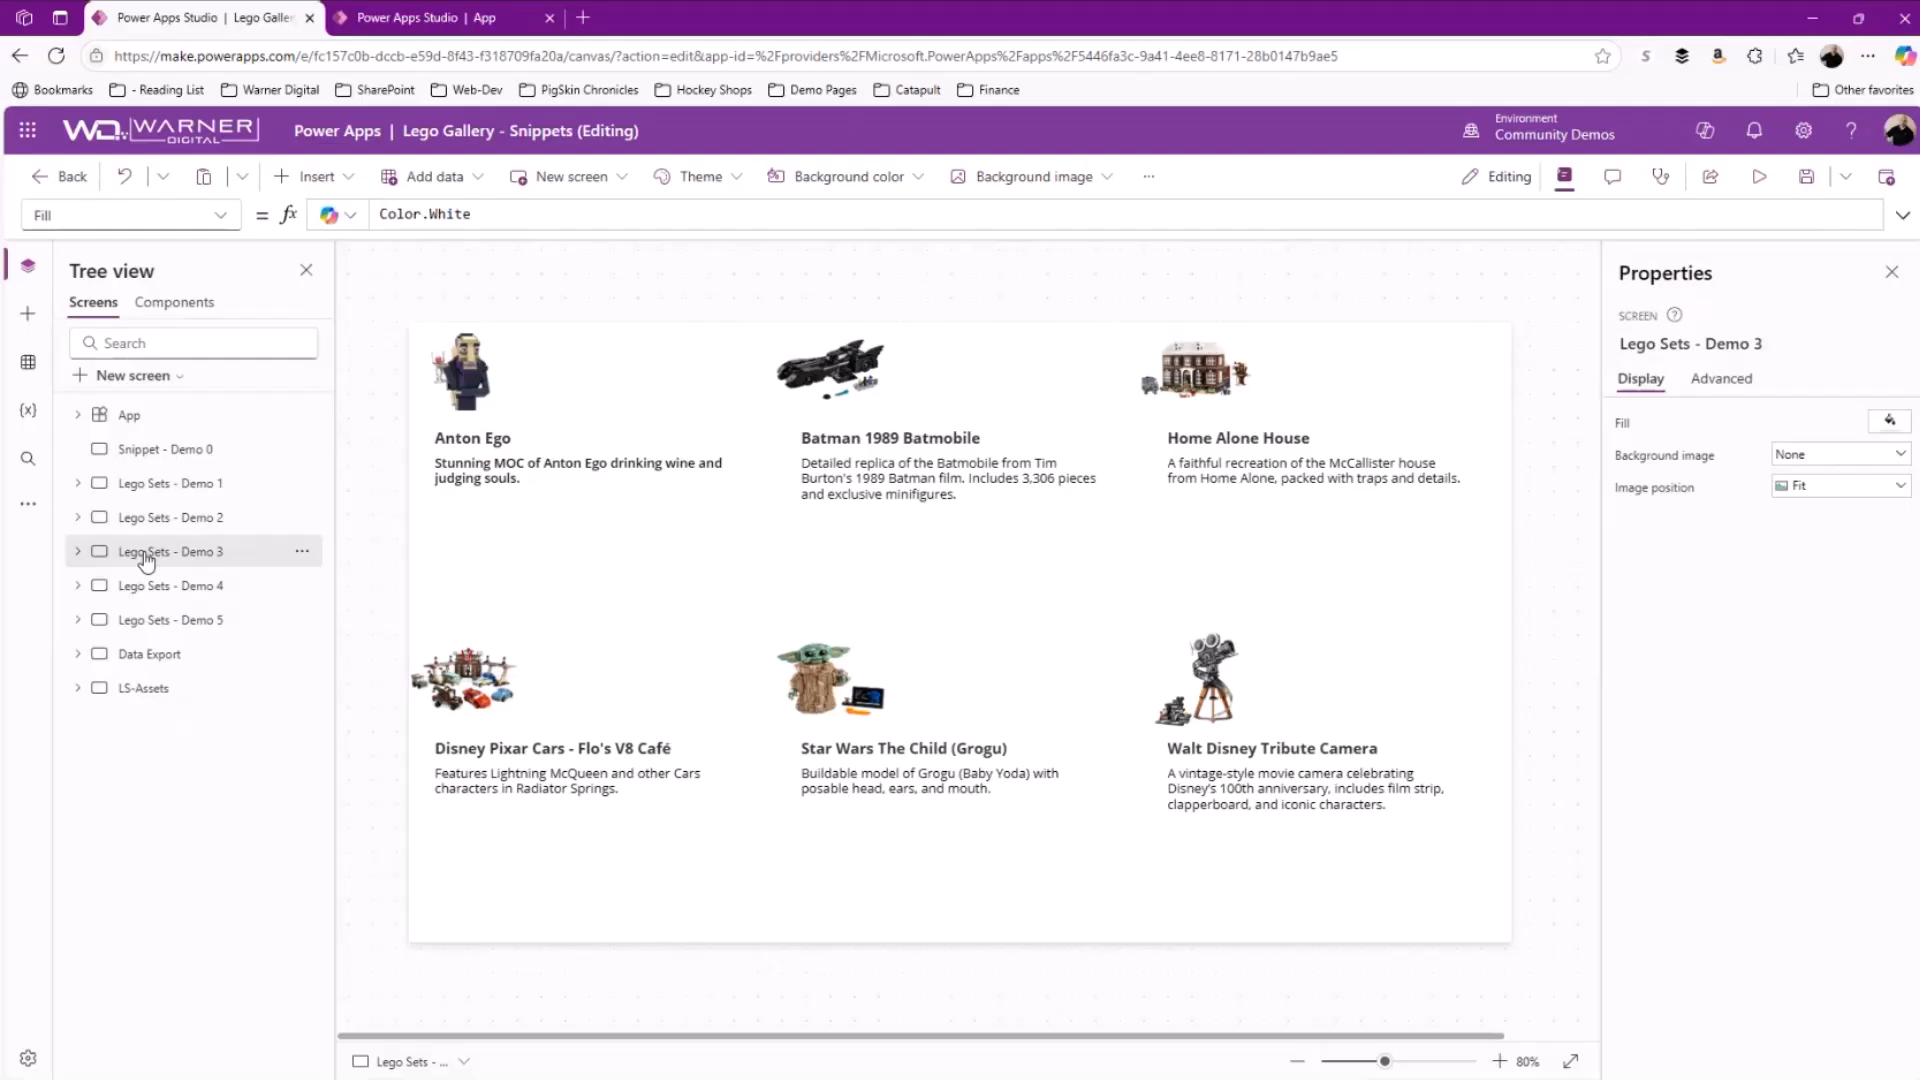 Power Apps Studio | Lego Galler
Power Apps Studio | App
https://make.powerapps.com/e/fc157c0b-dccb-e59d-8f43-f318709fa20a/canvas/?action=edit&app-id=%2Fproviders%2FMicrosoft.PowerApps%2Fapps%2F5446fa3c-9a41-4ee8-8171-28b0147b9ae5
Bookmarks - Reading List Warner Digital SharePoint Web-Dev PigSkin Chronicles Hockey Shops Demo Pages Catapult Finance Other favorites
WD. WARNER DIGITAL
Power Apps | Lego Gallery - Snippets (Editing)
Environment
Community Demos
Back Insert Add data New screen Theme Background color Background image ... Editing
Fill = fx Color.White
Tree view
Screens Components
Search
New screen
App
Snippet - Demo 0
Lego Sets - Demo 1
Lego Sets - Demo 2
Lego Sets - Demo 3 ...
Lego Sets - Demo 4
Lego Sets - Demo 5
Data Export
LS-Assets
Anton Ego
Stunning MOC of Anton Ego drinking wine and
judging souls.
Batman 1989 Batmobile
Detailed replica of the Batmobile from Tim
Burton's 1989 Batman film. Includes 3,306 pieces
and exclusive minifigures.
Home Alone House
A faithful recreation of the McCallister house
from Home Alone, packed with traps and details.
Disney Pixar Cars - Flo's V8 Café
Features Lightning McQueen and other Cars
characters in Radiator Springs.
Star Wars The Child (Grogu)
Buildable model of Grogu (Baby Yoda) with
posable head, ears, and mouth.
Walt Disney Tribute Camera
A vintage-style movie camera celebrating
Disney's 100th anniversary, includes film strip,
clapperboard, and iconic characters.
Properties
SCREEN
Lego Sets - Demo 3
Display Advanced
Fill
Background image None
Image position Fit
Lego Sets - ...
80%